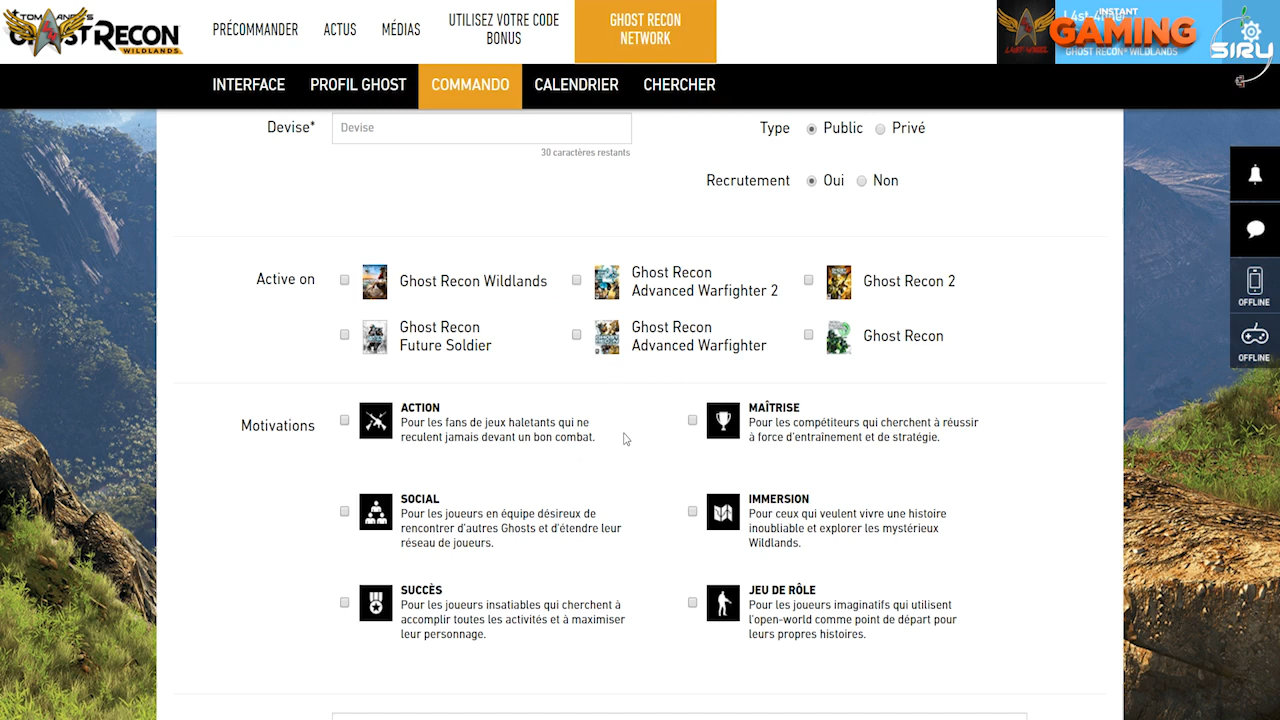 TOM CLANCY'S
GHOST RECON
WILDLANDS
PRÉCOMMANDER
ACTUS
MÉDIAS
UTILISEZ VOTRE CODE
BONUS
GHOST RECON
NETWORK
INSTANT
GAMING
GHOST RECON® WILDLANDS
SIRU
INTERFACE
PROFIL GHOST
COMMANDO
CALENDRIER
CHERCHER
Devise*
Devise
30 caractères restants
Type
Public
Privé
Recrutement
Oui
Non
OFFLINE
OFFLINE
Active on
Ghost Recon Wildlands
Ghost Recon
Advanced Warfighter 2
Ghost Recon 2
Ghost Recon
Future Soldier
Ghost Recon
Advanced Warfighter
Ghost Recon
Motivations
ACTION
Pour les fans de jeux haletants qui ne
reculent jamais devant un bon combat.
MAÎTRISE
Pour les compétiteurs qui cherchent à réussir
à force d'entraînement et de stratégie.
SOCIAL
Pour les joueurs en équipe désireux de
rencontrer d'autres Ghosts et d'étendre leur
réseau de joueurs.
IMMERSION
Pour ceux qui veulent vivre une histoire
inoubliable et explorer les mystérieux
Wildlands.
SUCCÈS
Pour les joueurs insatiables qui cherchent à
accomplir toutes les activités et à maximiser
leur personnage.
JEU DE RÔLE
Pour les joueurs imaginatifs qui utilisent
l'open-world comme point de départ pour
leurs propres histoires.